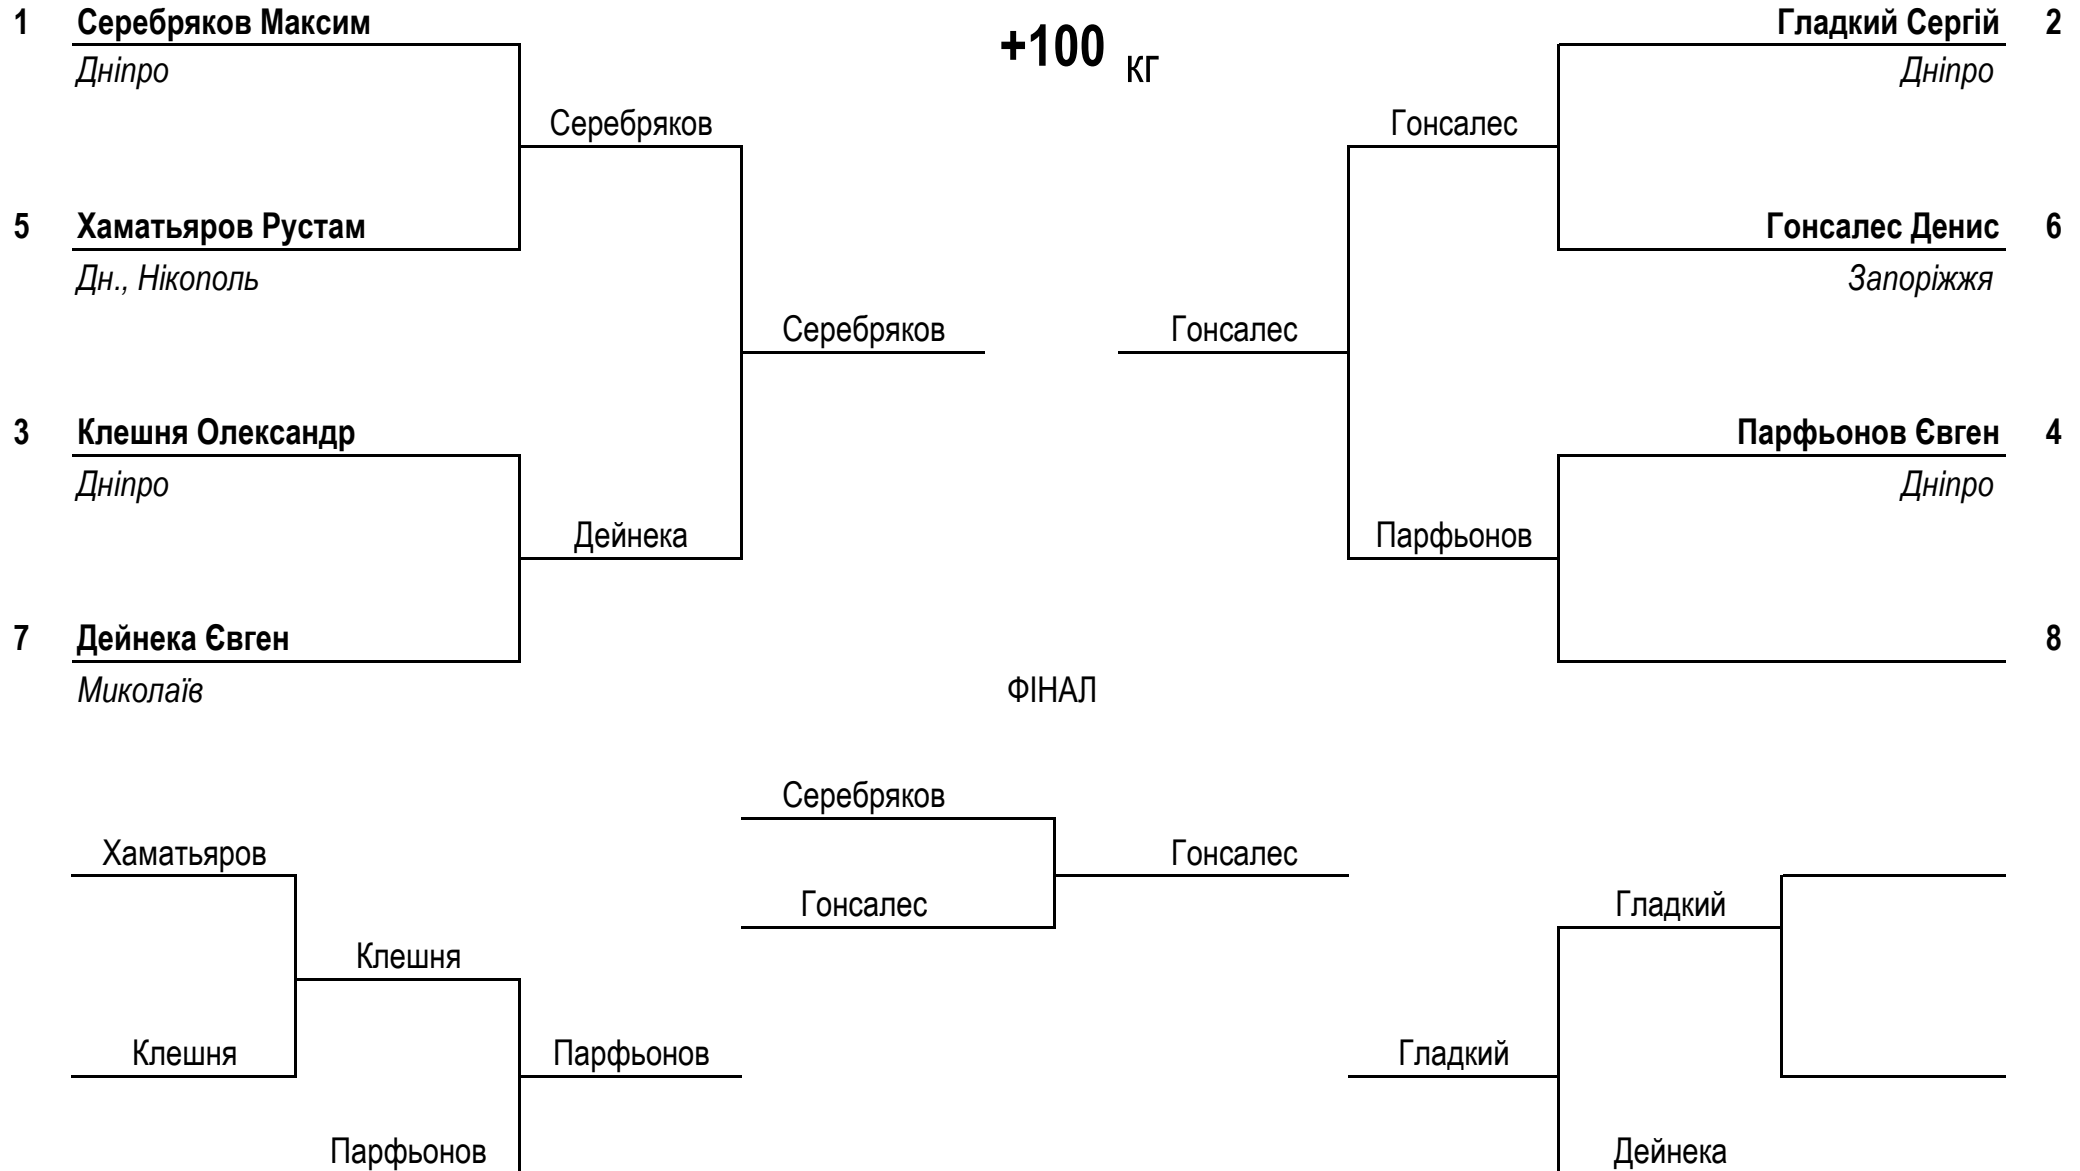 1 Серебряков Максим +100 кг Гладкий Сергій 2
Дніпро Дніпро
Серебряков Гонсалес
5 Хаматьяров Рустам Гонсалес Денис 6
Дн., Нікополь Запоріжжя
Серебряков Гонсалес
3 Клешня Олександр Парфьонов Євген 4
Дніпро Дніпро
Дейнека Парфьонов
7 Дейнека Євген 8
Миколаїв ФІНАЛ
Серебряков
Хаматьяров Гонсалес
Гонсалес Гладкий
Клешня
Клешня Парфьонов Гладкий
Парфьонов Дейнека